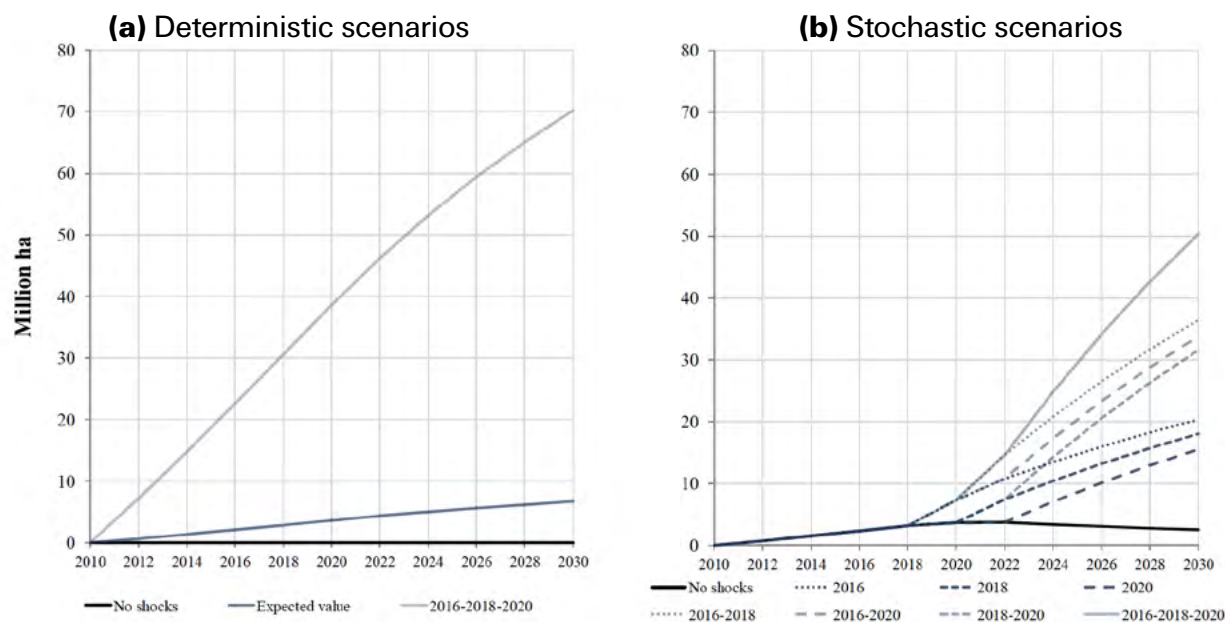 (a) Deterministic scenarios
80
70
60
50
40
30
20
10
0
Million ha
2010 2012 2014 2016 2018 2020 2022 2024 2026 2028 2030
No shocks Expected value 2016-2018-2020
(b) Stochastic scenarios
80
70
60
50
40
30
20
10
0
2010 2012 2014 2016 2018 2020 2022 2024 2026 2028 2030
No shocks 2016 2018 2020
2016-2018 2016-2020 2018-2020 2016-2018-2020